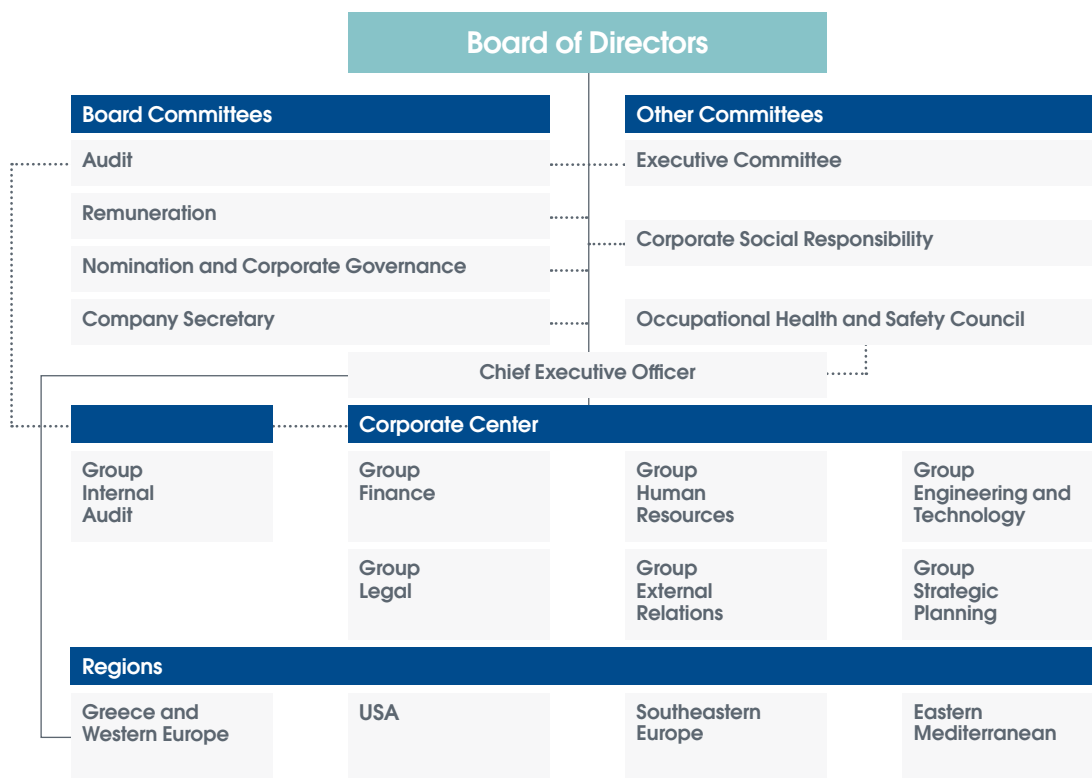 Board of Directors
Board Committees
Audit
Remuneration
Nomination and Corporate Governance
Company Secretary
Other Committees
Executive Committee
Corporate Social Responsibility
Occupational Health and Safety Council
Chief Executive Officer
Corporate Center
Group
Internal
Audit
Group
Finance
Group
Human
Resources
Group
Engineering and
Technology
Group
Legal
Group
External
Relations
Group
Strategic
Planning
Regions
Greece and
Western Europe
USA
Southeastern
Europe
Eastern
Mediterranean